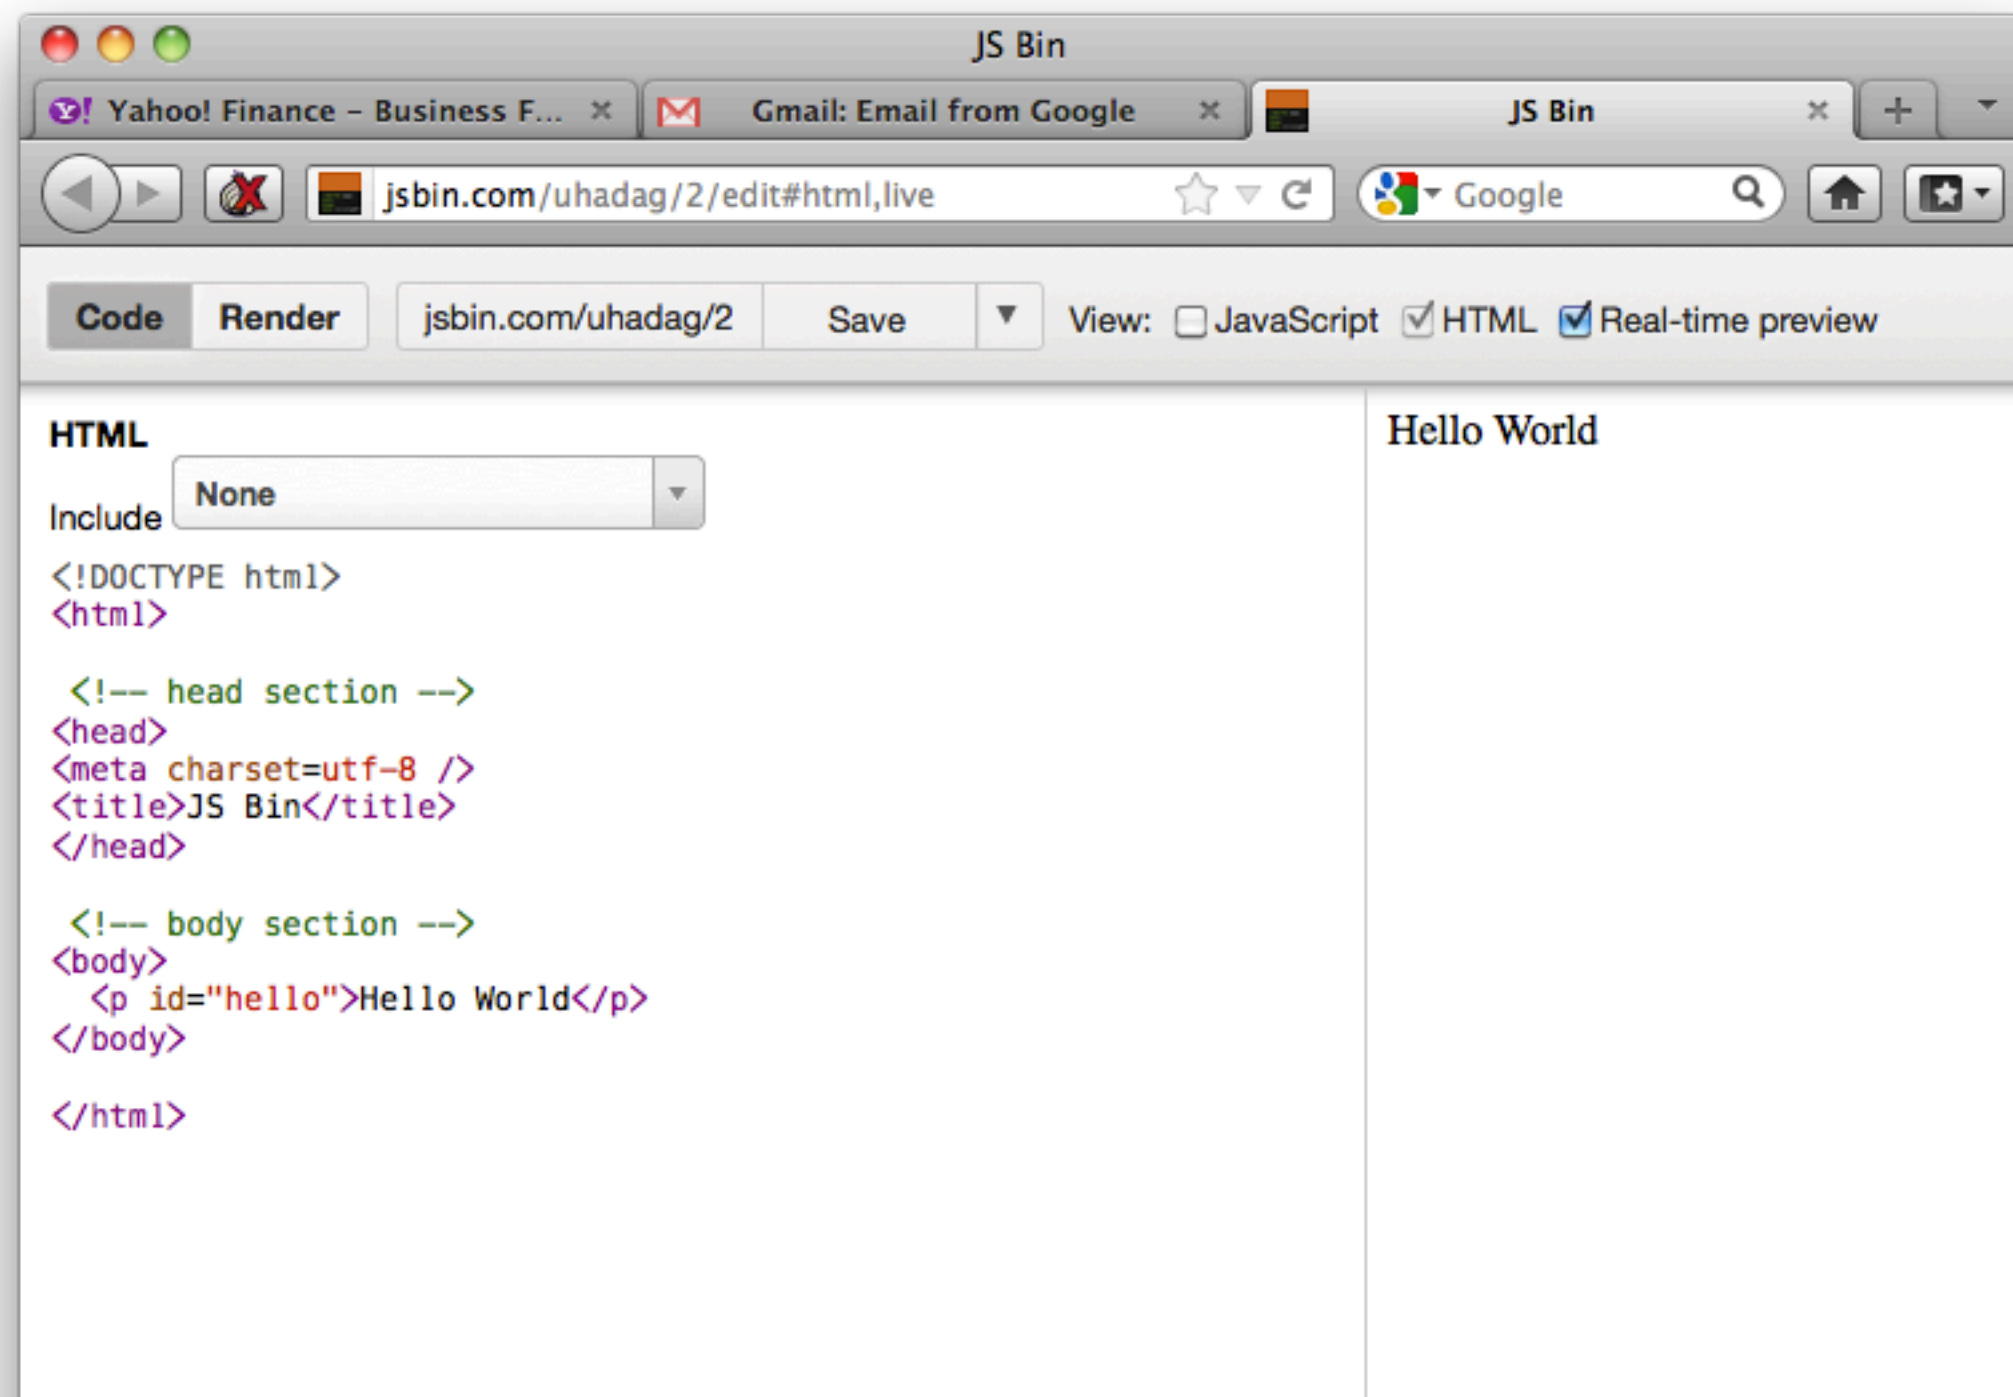 JS Bin
Yahoo! Finance – Business F...
Gmail: Email from Google
JS Bin
jsbin.com/uhadag/2/edit#html,live
Google
Code
Render
jsbin.com/uhadag/2
Save
View:
JavaScript
HTML
Real-time preview
HTML
Include
None
<!DOCTYPE html>
<html>
<!-- head section -->
<head>
<meta charset=utf-8 />
<title>JS Bin</title>
</head>
<!-- body section -->
<body>
<p id="hello">Hello World</p>
</body>
</html>
Hello World